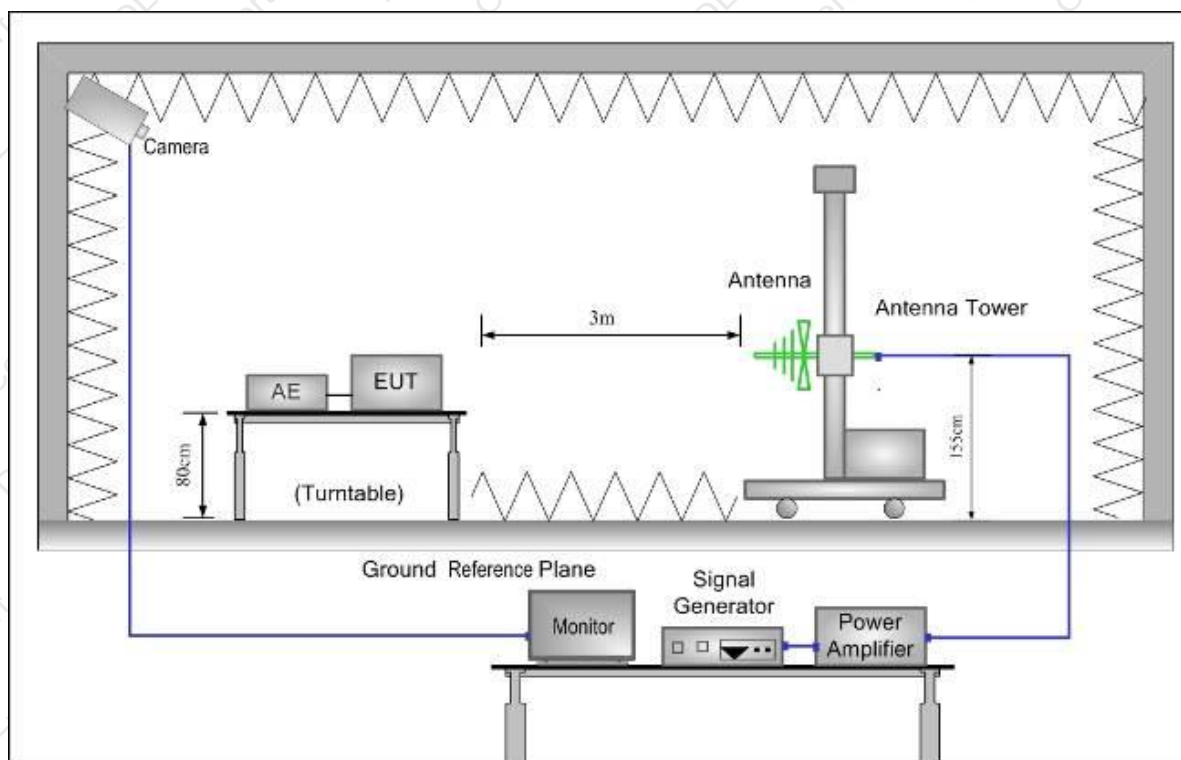 Camera
Antenna
3m
Antenna Tower
AE
EUT
80cm
155cm
(Turntable)
Ground Reference Plane
Signal
Generator
Monitor
Power
Amplifier